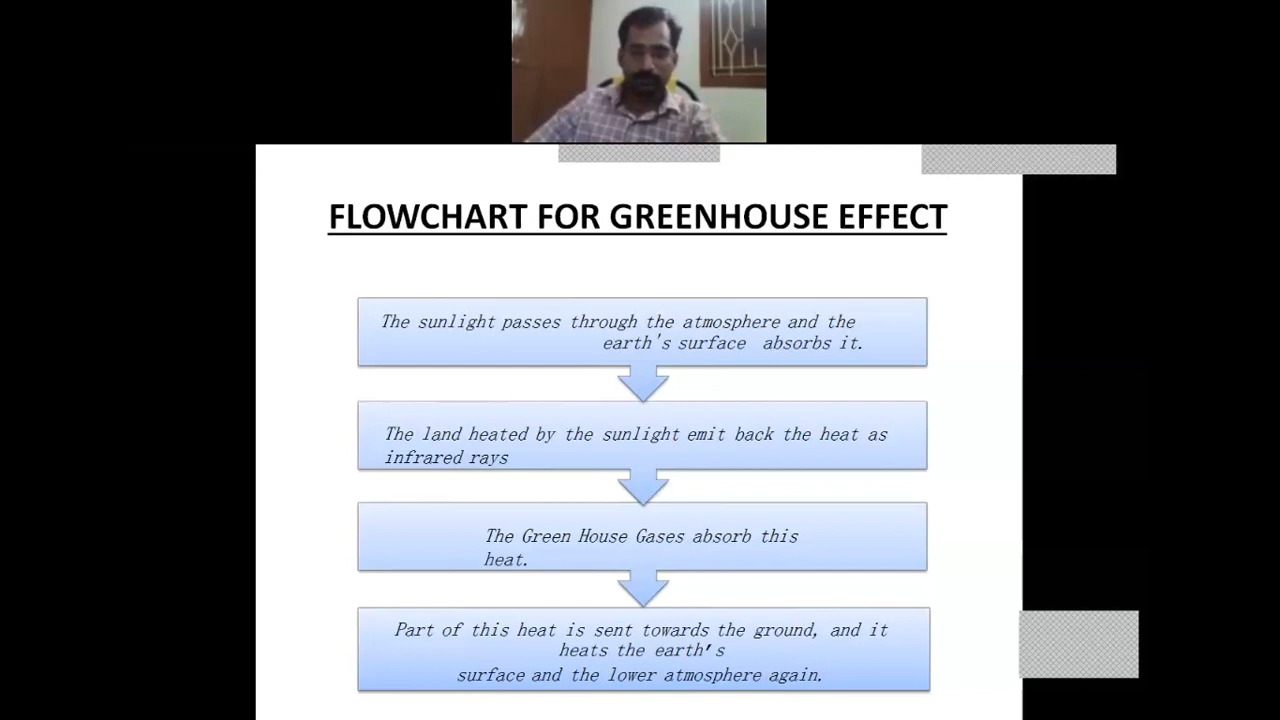 FLOWCHART FOR GREENHOUSE EFFECT
The sunlight passes through the atmosphere and the
earth's surface absorbs it.
The land heated by the sunlight emit back the heat as
infrared rays
The Green House Gases absorb this
heat.
Part of this heat is sent towards the ground, and it
heats the earth's
surface and the lower atmosphere again.